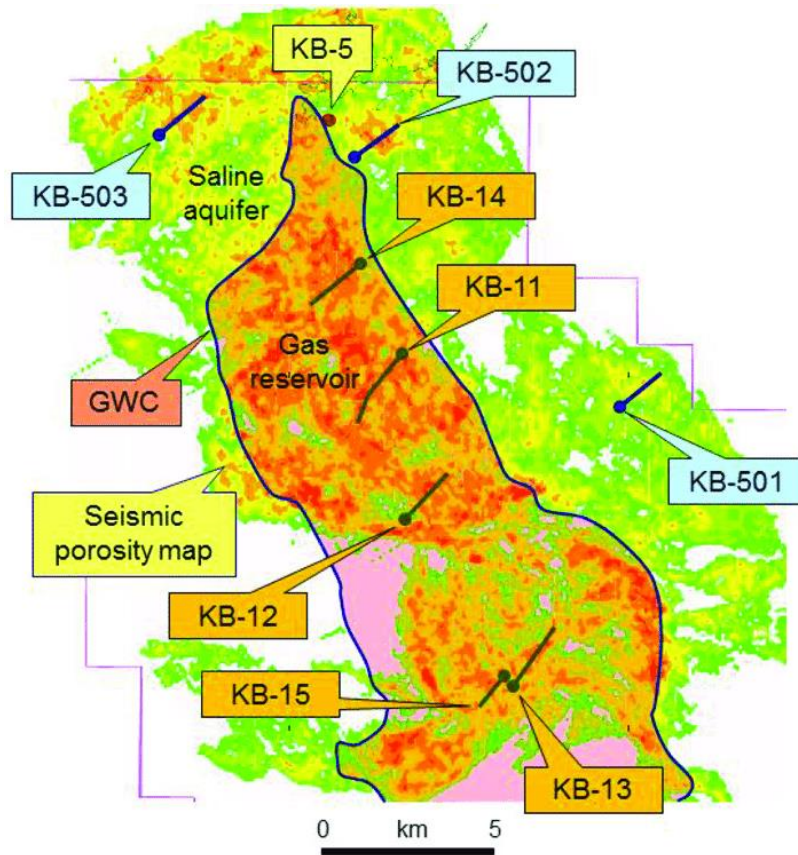 KB-5
KB-502
KB-503
Saline
aquifer
KB-14
KB-11
Gas
reservoir
GWC
KB-501
Seismic
porosity map
KB-12
KB-15
KB-13
0 km 5